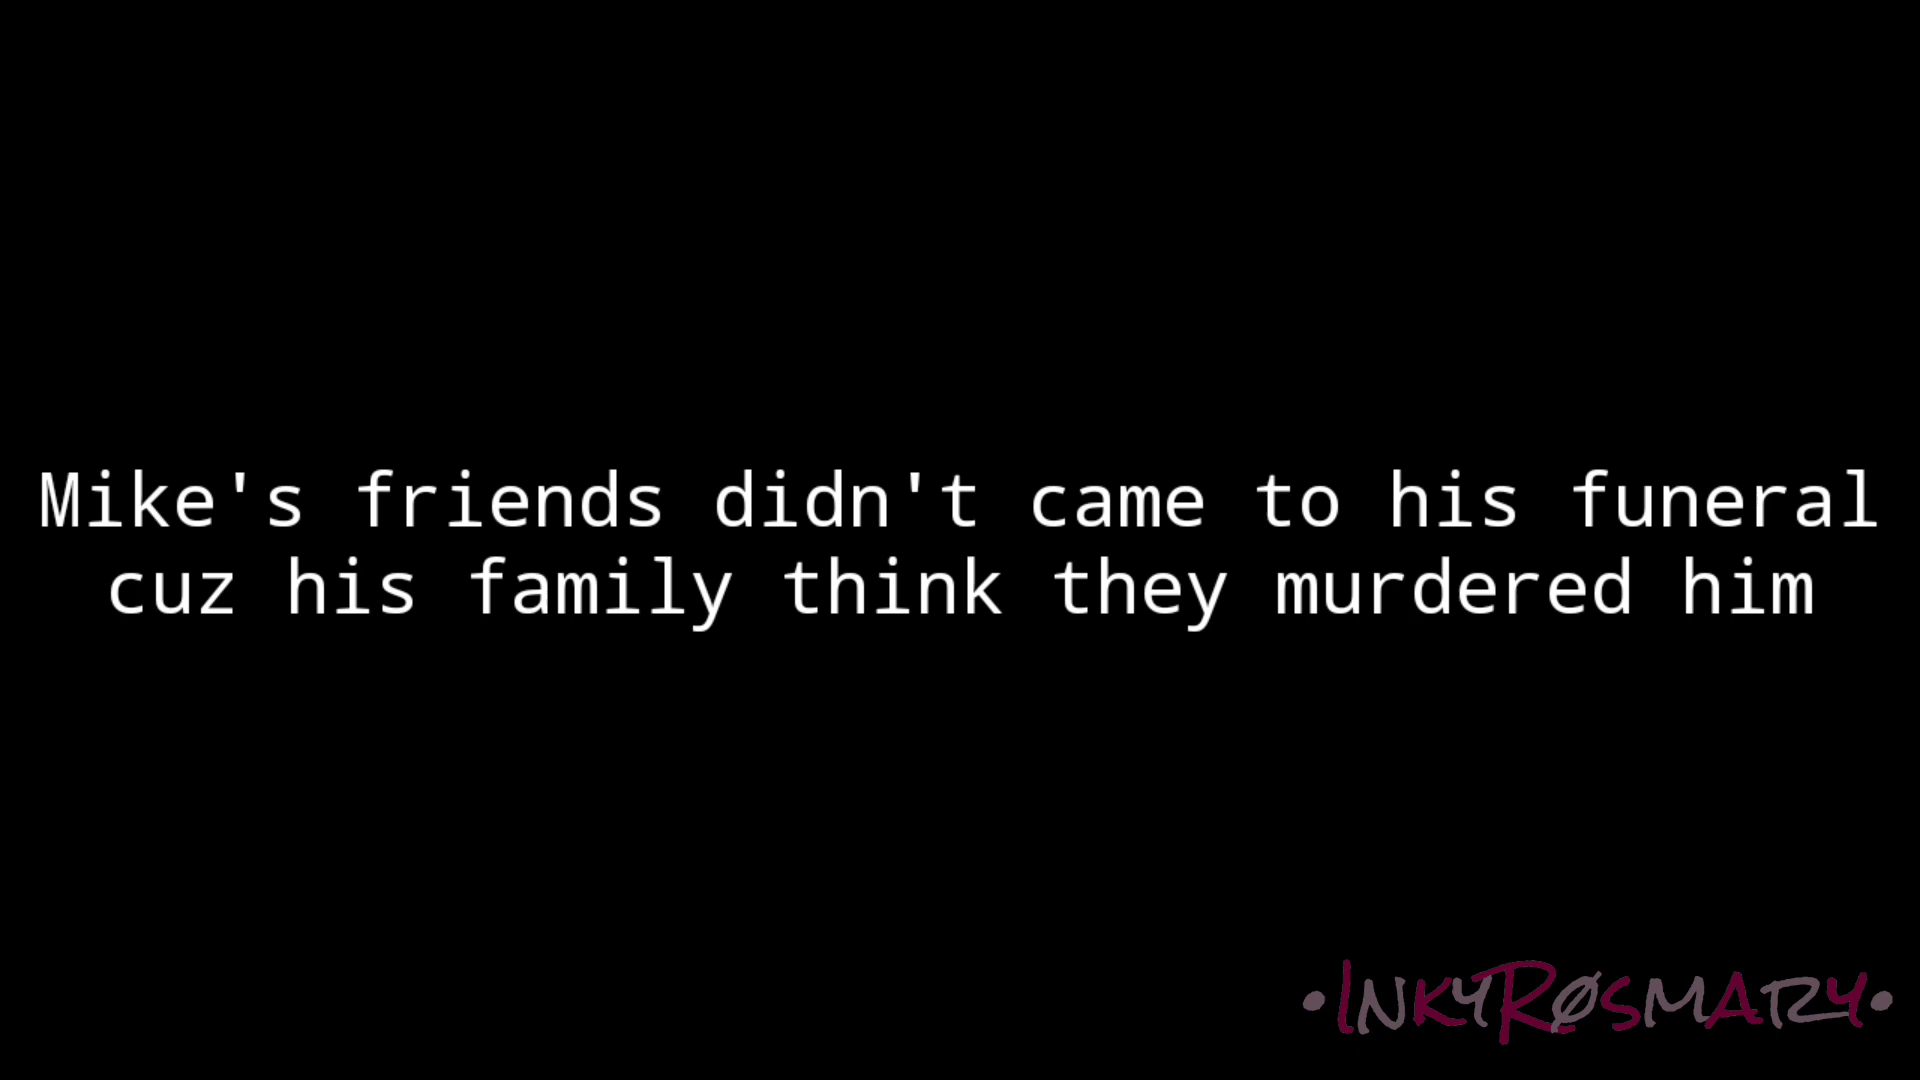 Mike's friends didn't came to his funeral
cuz his family think they murdered him
•InkyRøsmary•